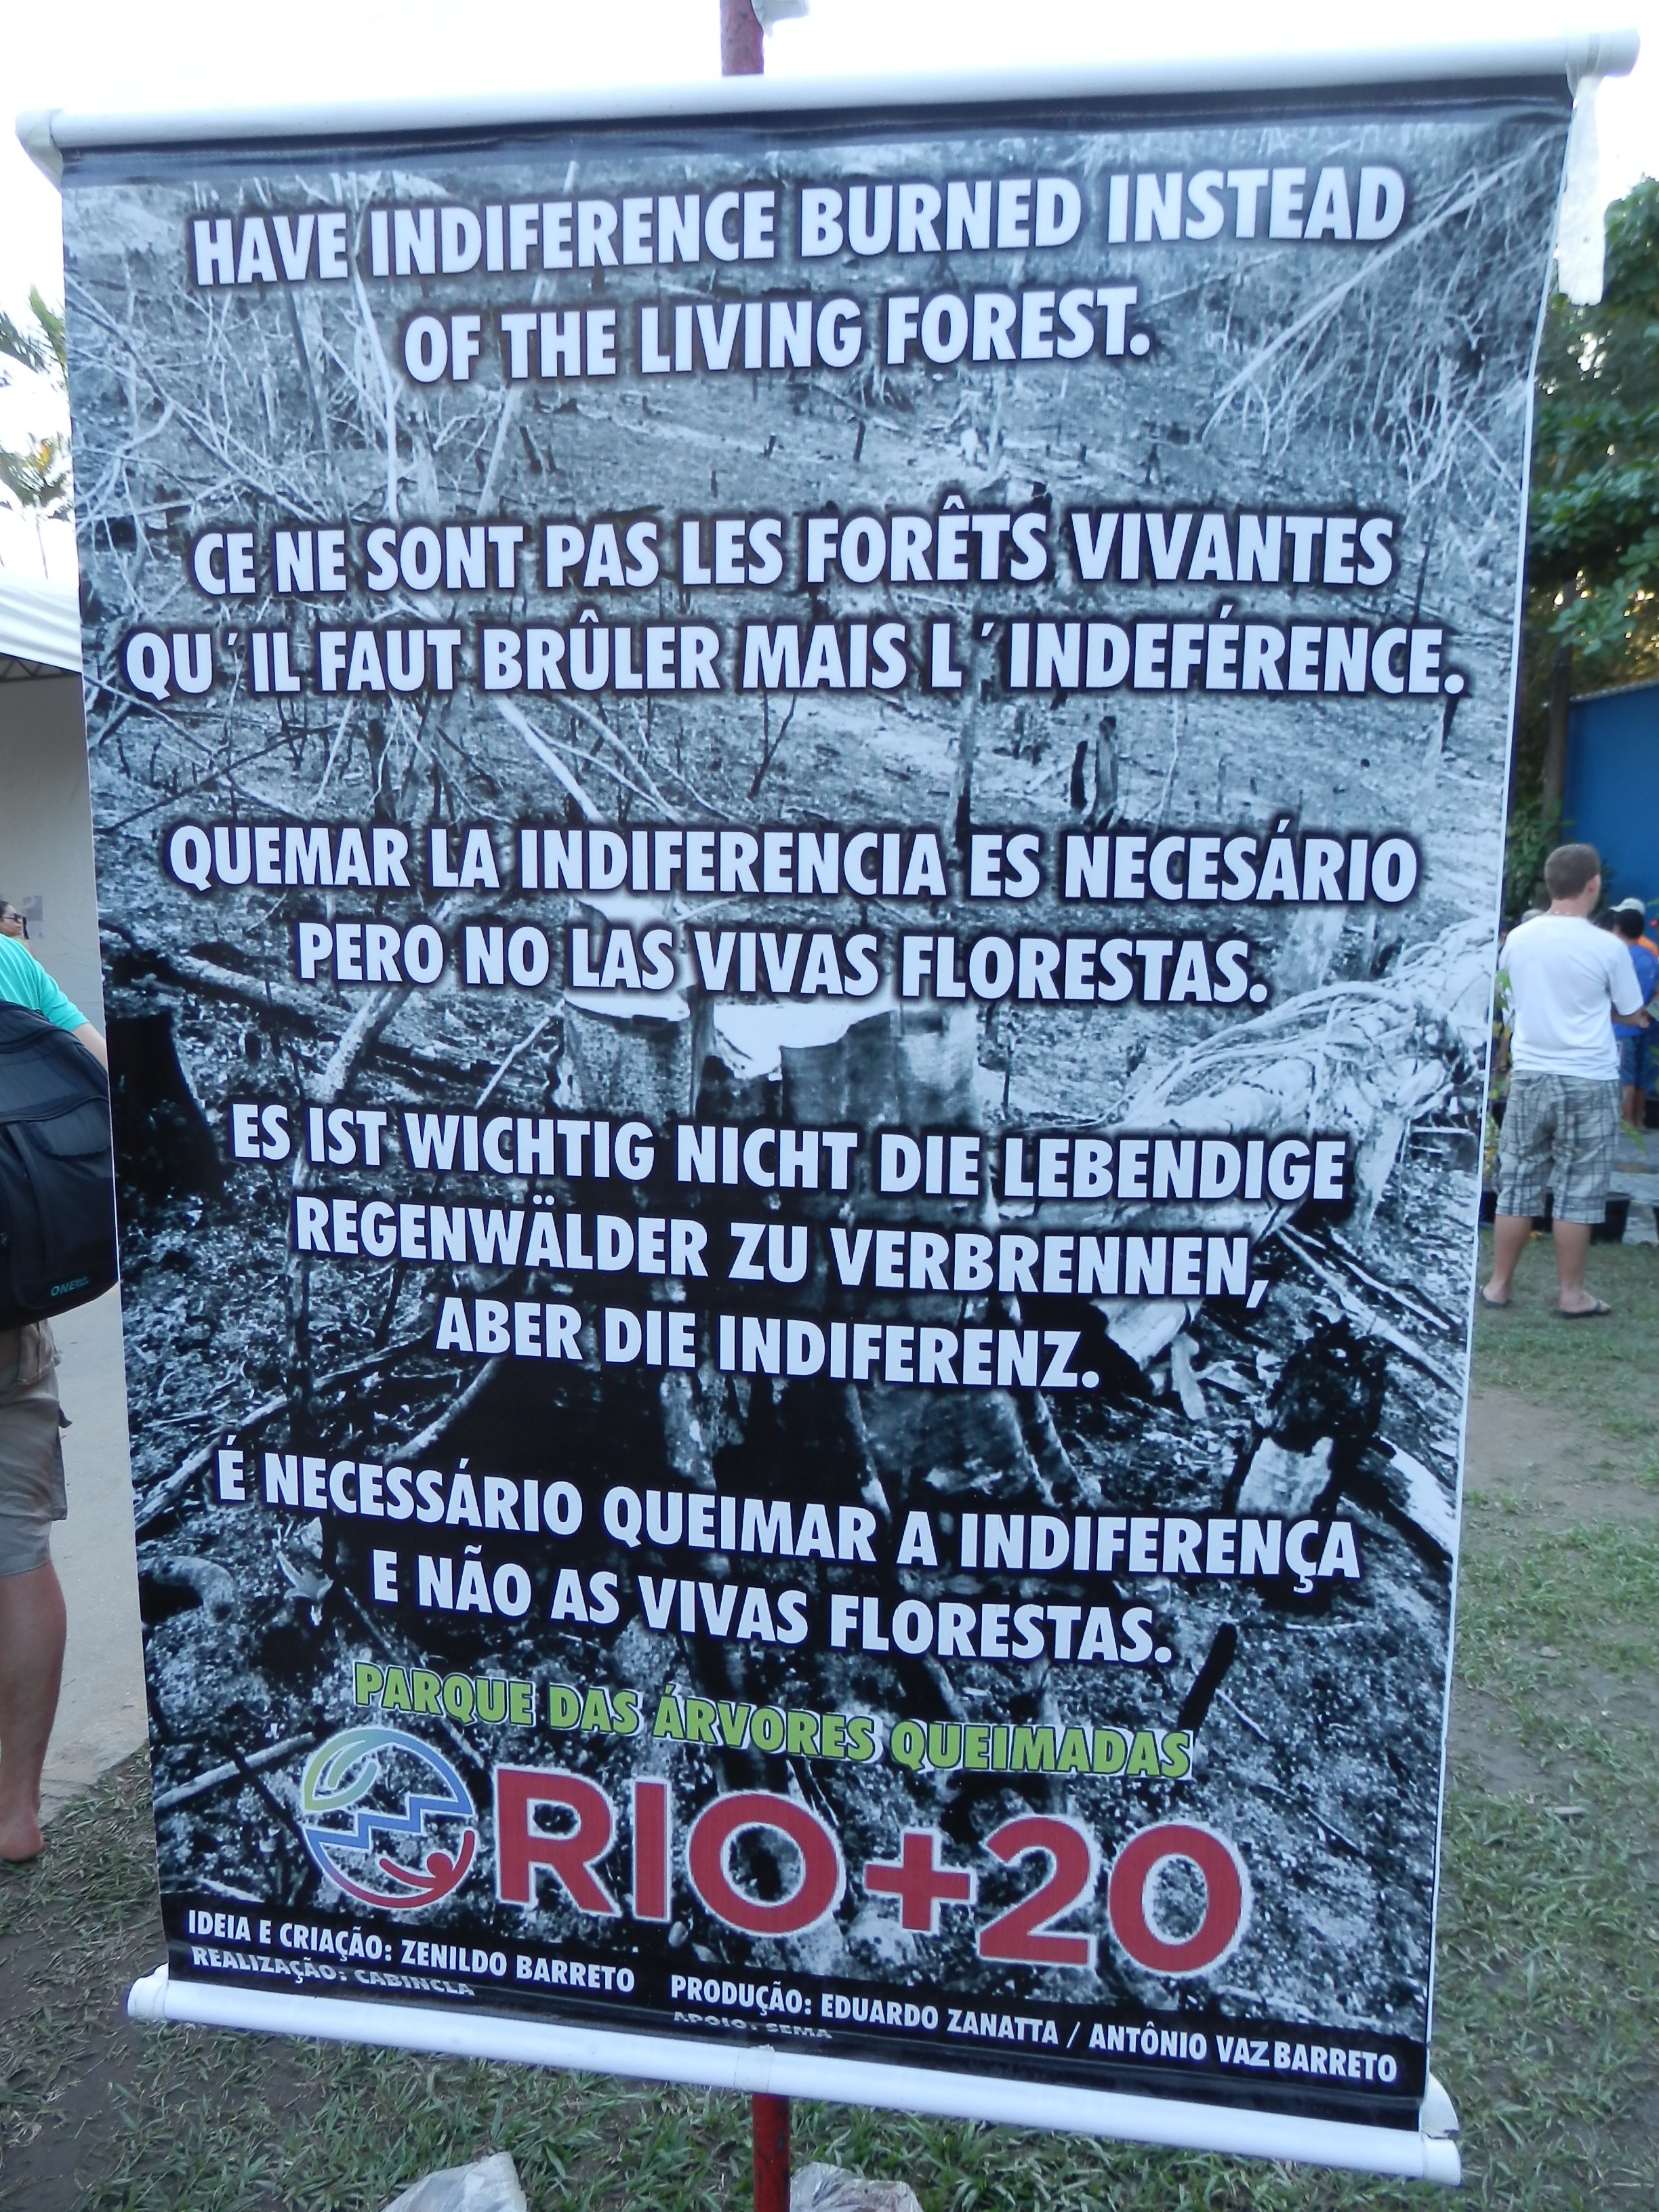 HAVE INDIFERENCE BURNED INSTEAD
OF THE LIVING FOREST.
CE NE SONT PAS LES FORÊTS VIVANTES
QU´IL FAUT BRÛLER MAIS L´INDEFÉRENCE.
QUEMAR LA INDIFERENCIA ES NECESÁRIO
PERO NO LAS VIVAS FLORESTAS.
ES IST WICHTIG NICHT DIE LEBENDIGE
REGENWÄLDER ZU VERBRENNEN,
ABER DIE INDIFERENZ.
É NECESSÁRIO QUEIMAR A INDIFERENÇA
E NÃO AS VIVAS FLORESTAS.
PARQUE DAS ÁRVORES QUEIMADAS
RIO+20
IDEIA E CRIAÇÃO: ZENILDO BARRETO
PRODUÇÃO: EDUARDO ZANATTA / ANTÔNIO VAZ BARRETO
REALIZAÇÃO: CABINCLA
APOIO: SEMA